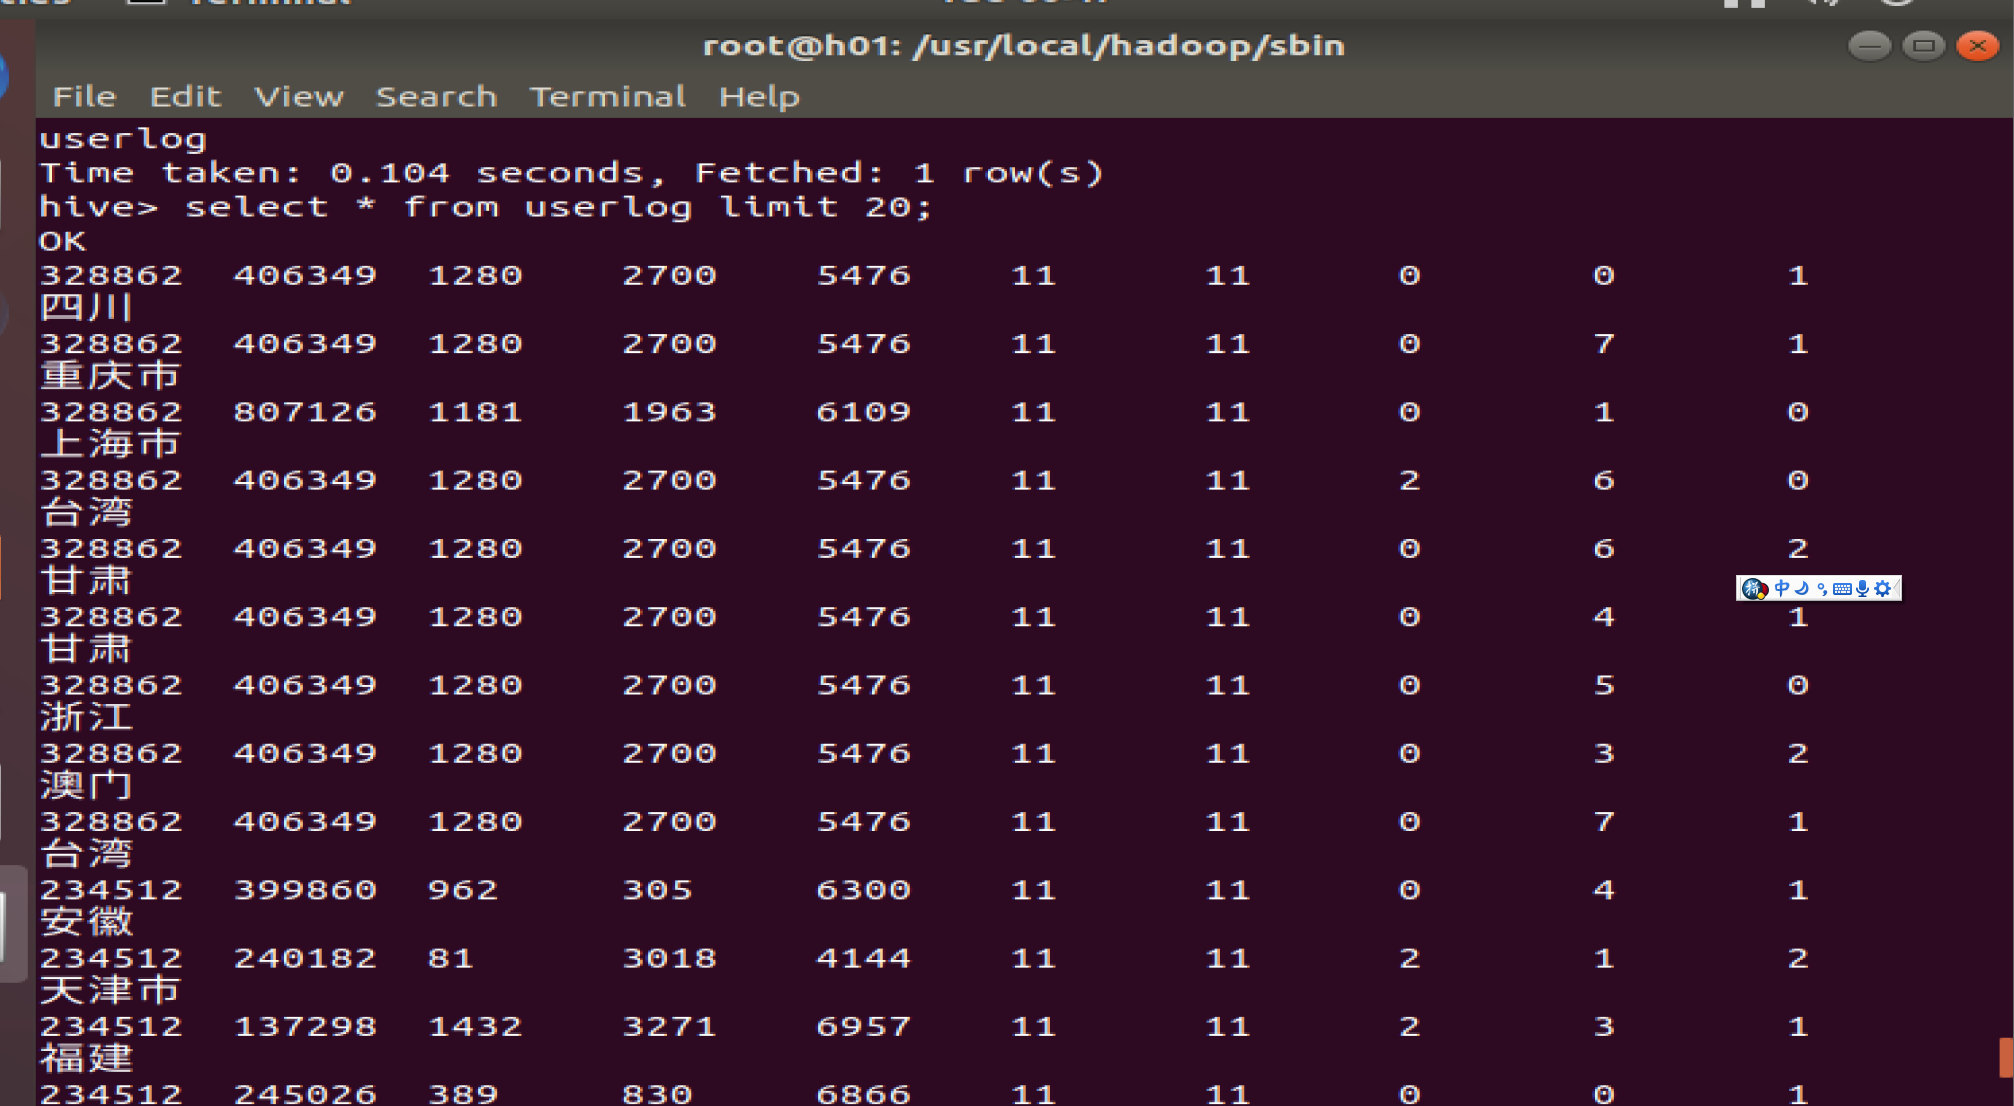 root@h01: /usr/local/hadoop/sbin
File Edit View Search Terminal Help
userlog
Time taken: 0.104 seconds, Fetched: 1 row(s)
hive> select * from userlog limit 20;
OK
328862 406349 1280 2700 5476 11 11 0 0 1
四川
328862 406349 1280 2700 5476 11 11 0 7 1
重庆市
328862 807126 1181 1963 6109 11 11 0 1 0
上海市
328862 406349 1280 2700 5476 11 11 2 6 0
台湾
328862 406349 1280 2700 5476 11 11 0 6 2
甘肃
中
328862 406349 1280 2700 5476 11 11 0 4 1
甘肃
328862 406349 1280 2700 5476 11 11 0 5 0
浙江
328862 406349 1280 2700 5476 11 11 0 3 2
澳门
328862 406349 1280 2700 5476 11 11 0 7 1
台湾
234512 399860 962 305 6300 11 11 0 4 1
安徽
234512 240182 81 3018 4144 11 11 2 1 2
天津市
234512 137298 1432 3271 6957 11 11 2 3 1
福建
234512 245026 389 830 6866 11 11 0 0 1